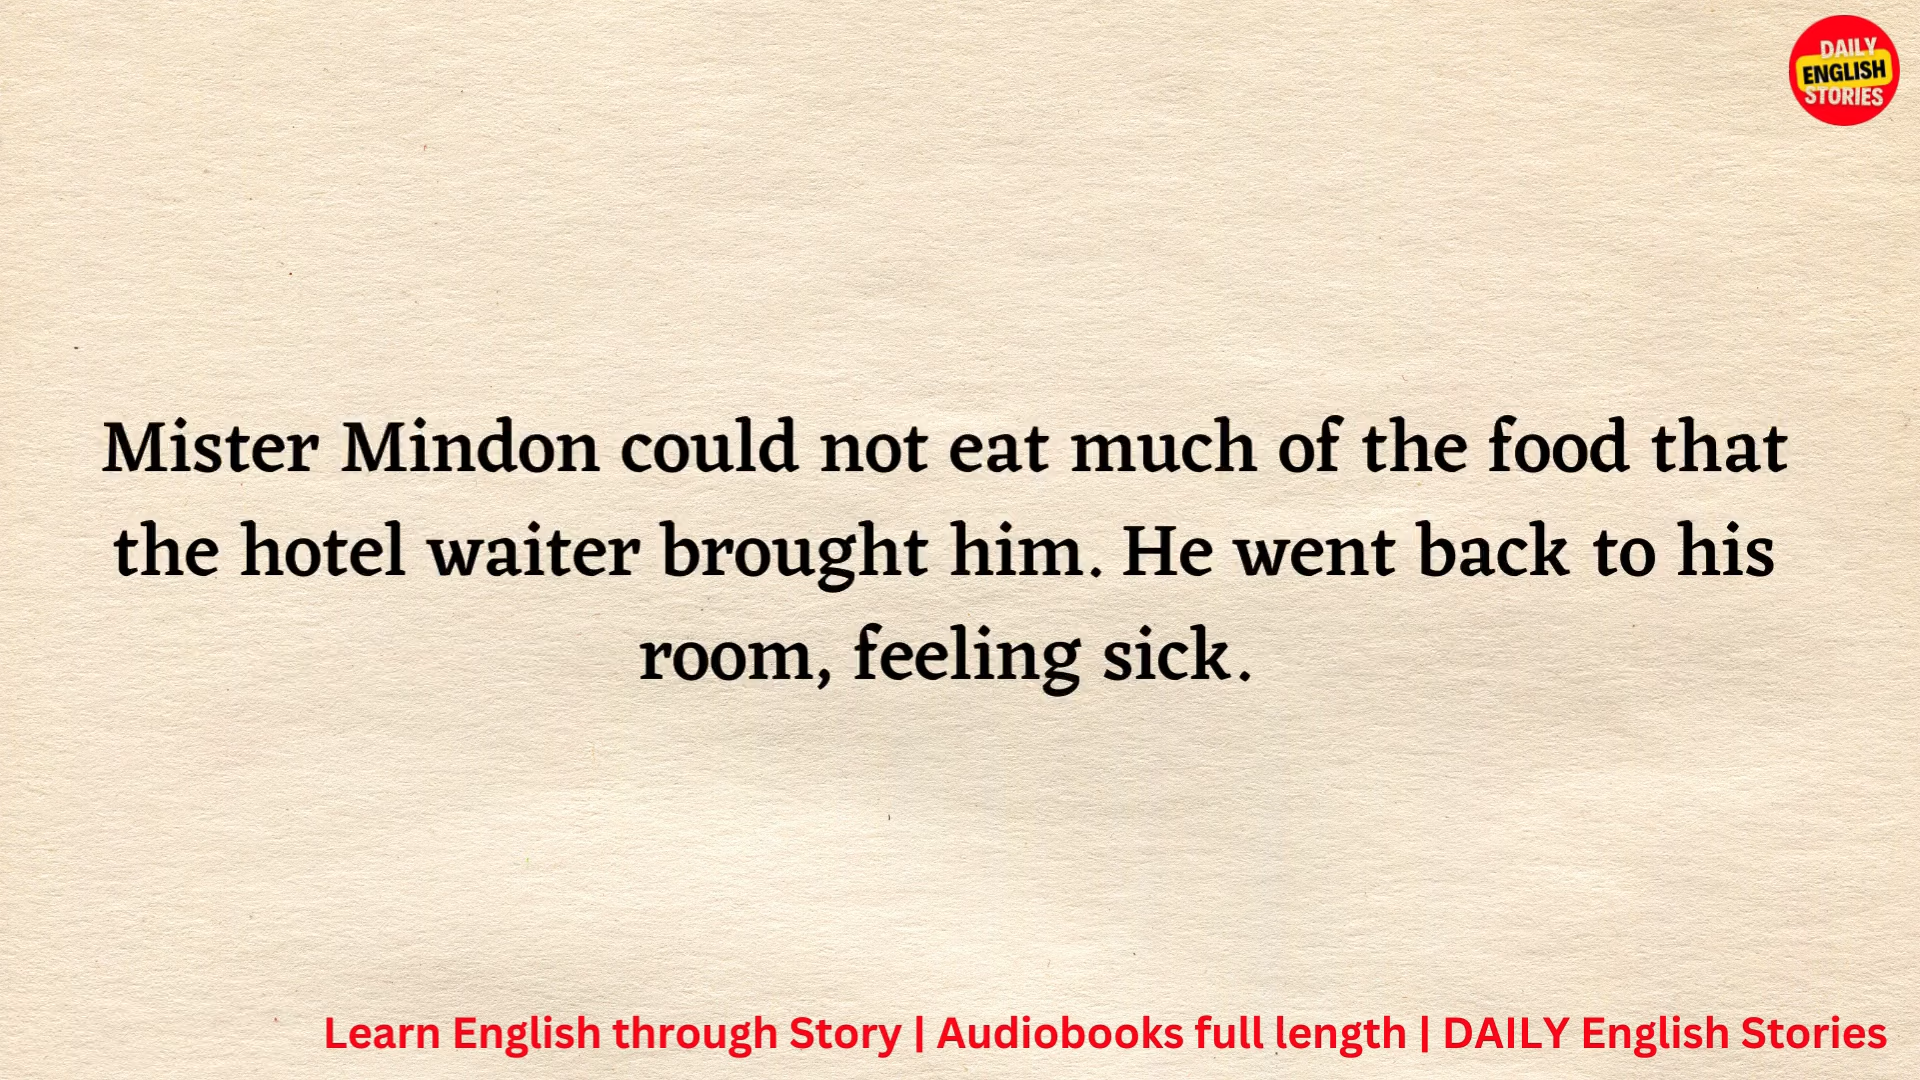 DAILY
ENGLISH
STORIES
Mister Mindon could not eat much of the food that
the hotel waiter brought him. He went back to his
room, feeling sick.
Learn English through Story | Audiobooks full length | DAILY English Stories